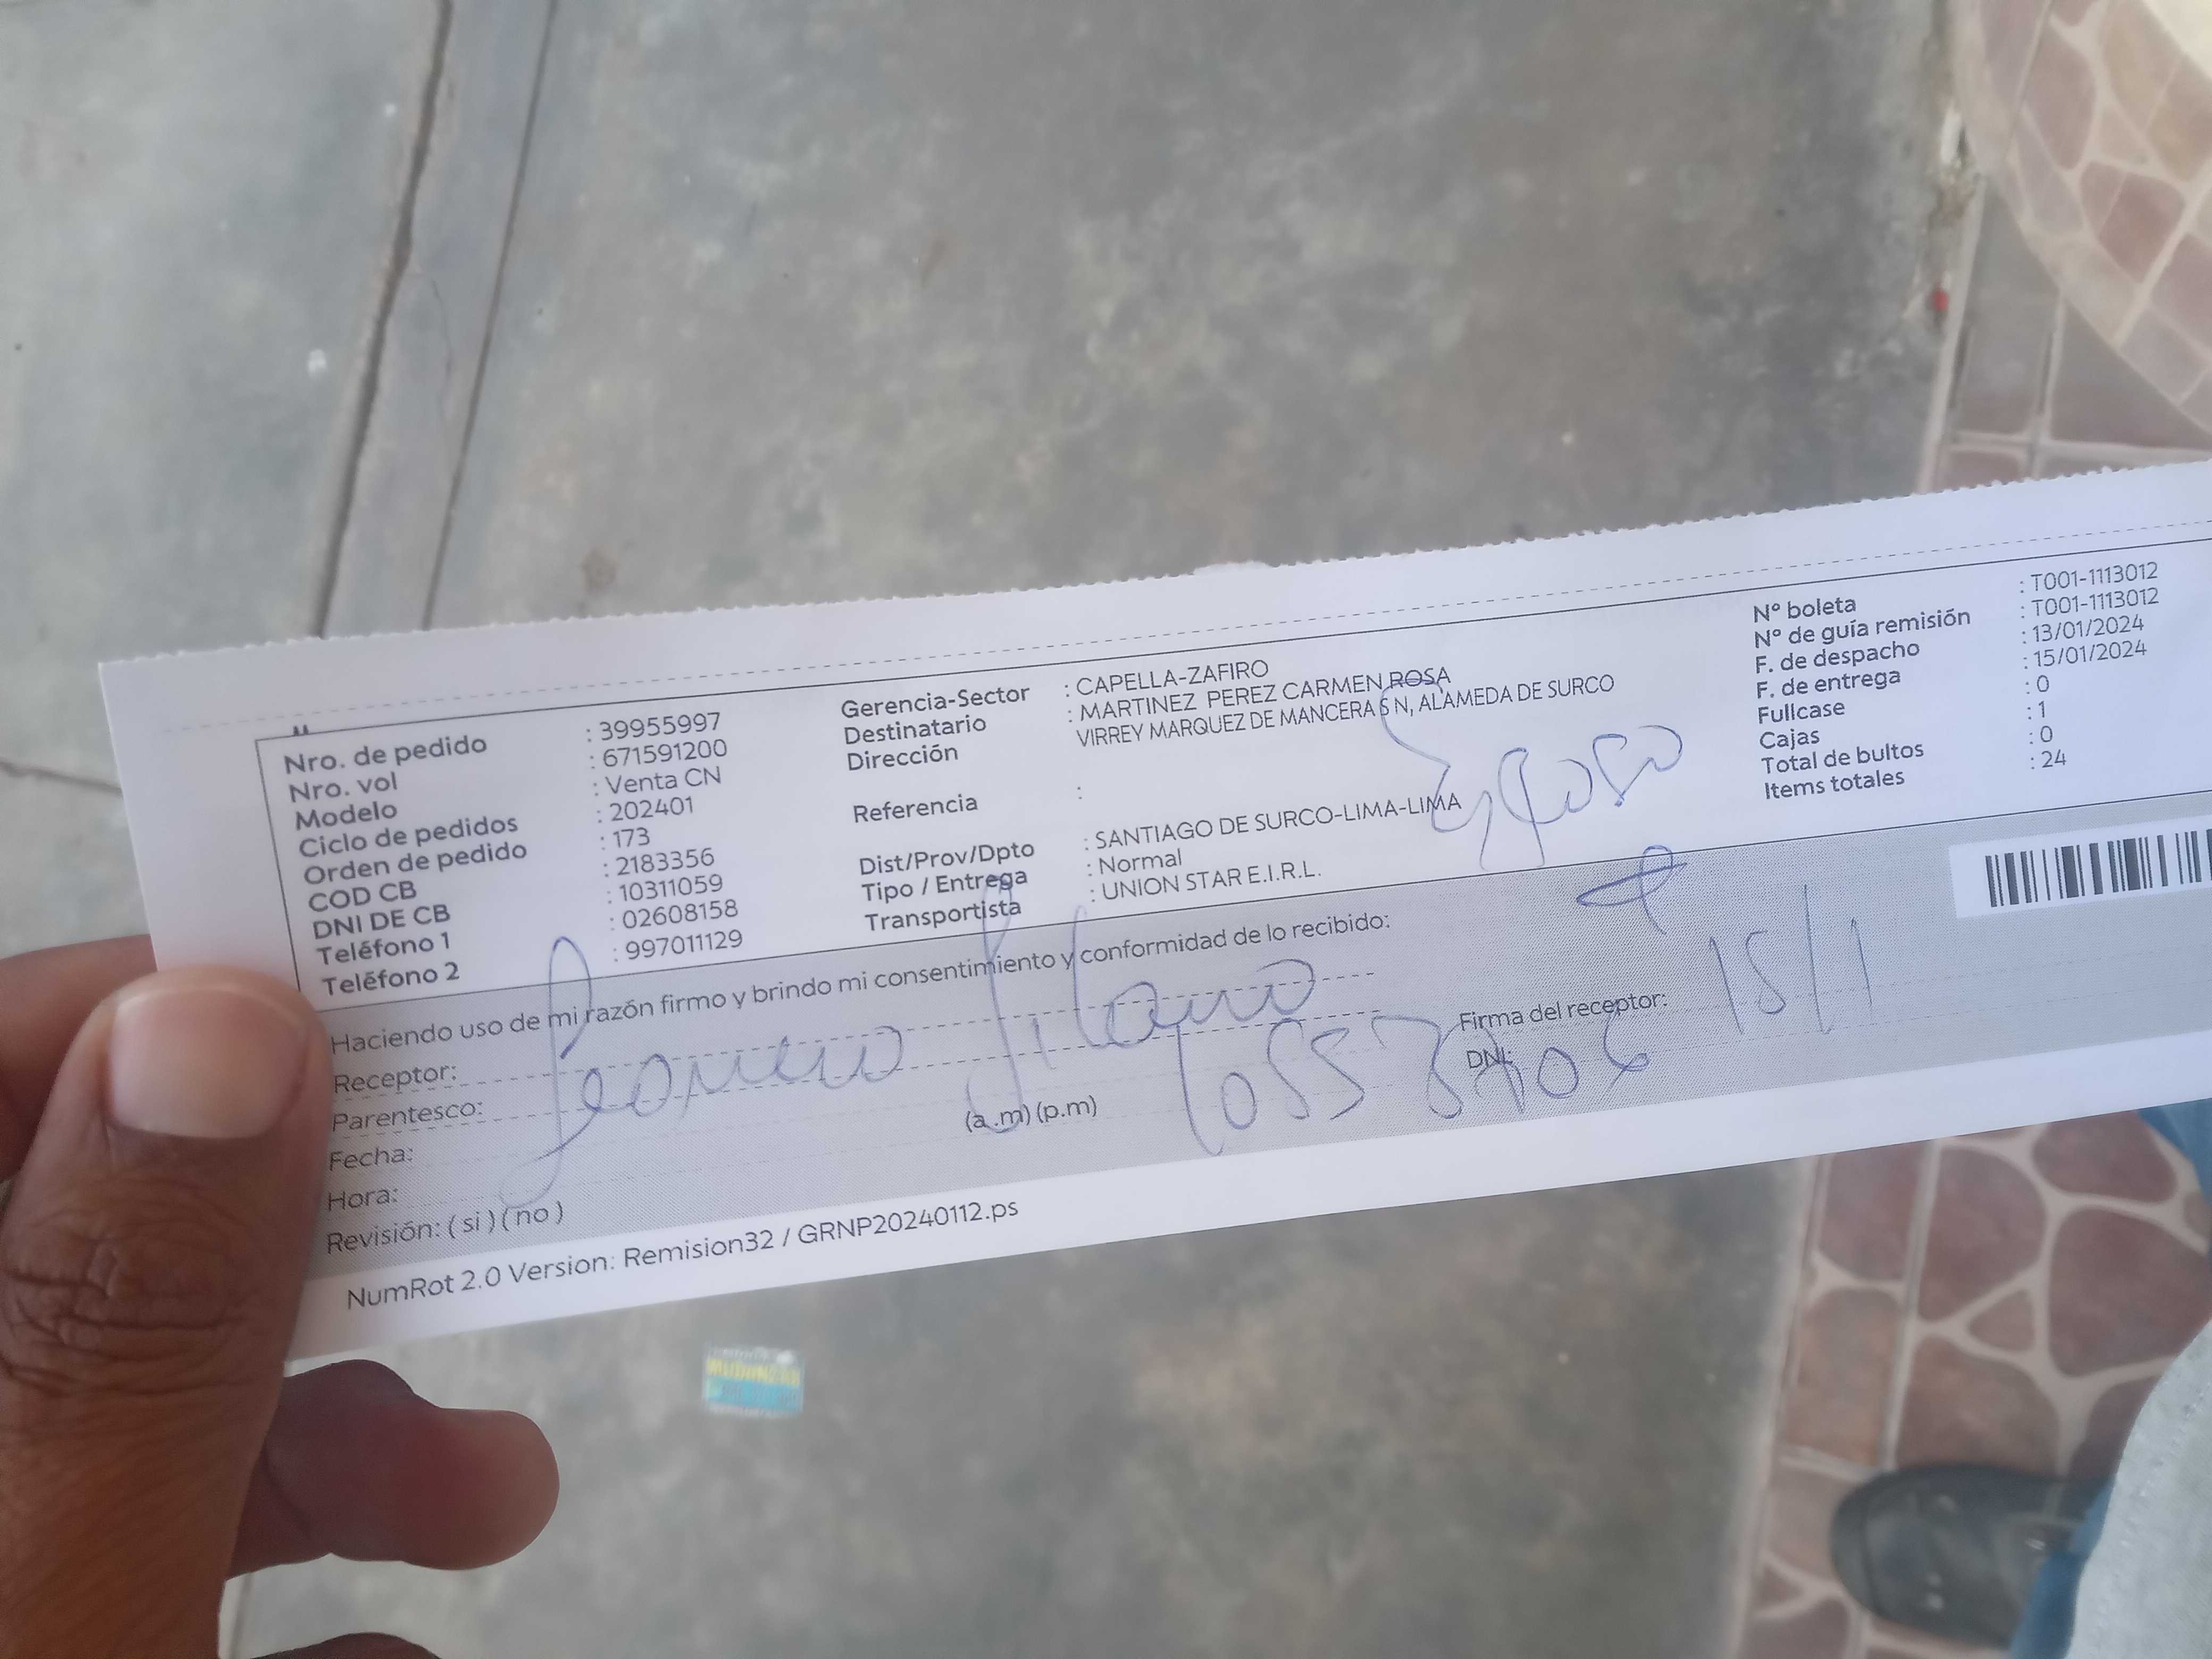 Nro. de pedido : 39955997
Nro. vol : 671591200
Modelo : Venta CN
Ciclo de pedidos : 202401
Orden de pedido : 173
COD CB : 2183356
DNI DE CB : 10311059
Teléfono 1 : 02608158
Teléfono 2 : 997011129
Gerencia-Sector : CAPELLA-ZAFIRO
Destinatario : MARTINEZ PEREZ CARMEN ROSA
Dirección VIRREY MARQUEZ DE MANCERA S N, ALAMEDA DE SURCO
Referencia :
Dist/Prov/Dpto : SANTIAGO DE SURCO-LIMA-LIMA
Tipo / Entrega : Normal
Transportista : UNION STAR E.I.R.L.
Esposo
Nº boleta : T001-1113012
Nº de guía remisión : T001-1113012
F. de despacho : 13/01/2024
F. de entrega : 15/01/2024
Fullcase : 0
Cajas : 1
Total de bultos : 0
Items totales : 24
Haciendo uso de mi razón firmo y brindo mi consentimiento y conformidad de lo recibido:
Receptor:
Parentesco:
Fecha:
Hora: (a.m) (p.m)
Revisión: ( si ) ( no )
Firma del receptor: 15/1
DNI:
NumRot 2.0 Version: Remision32 / GRNP20240112.ps